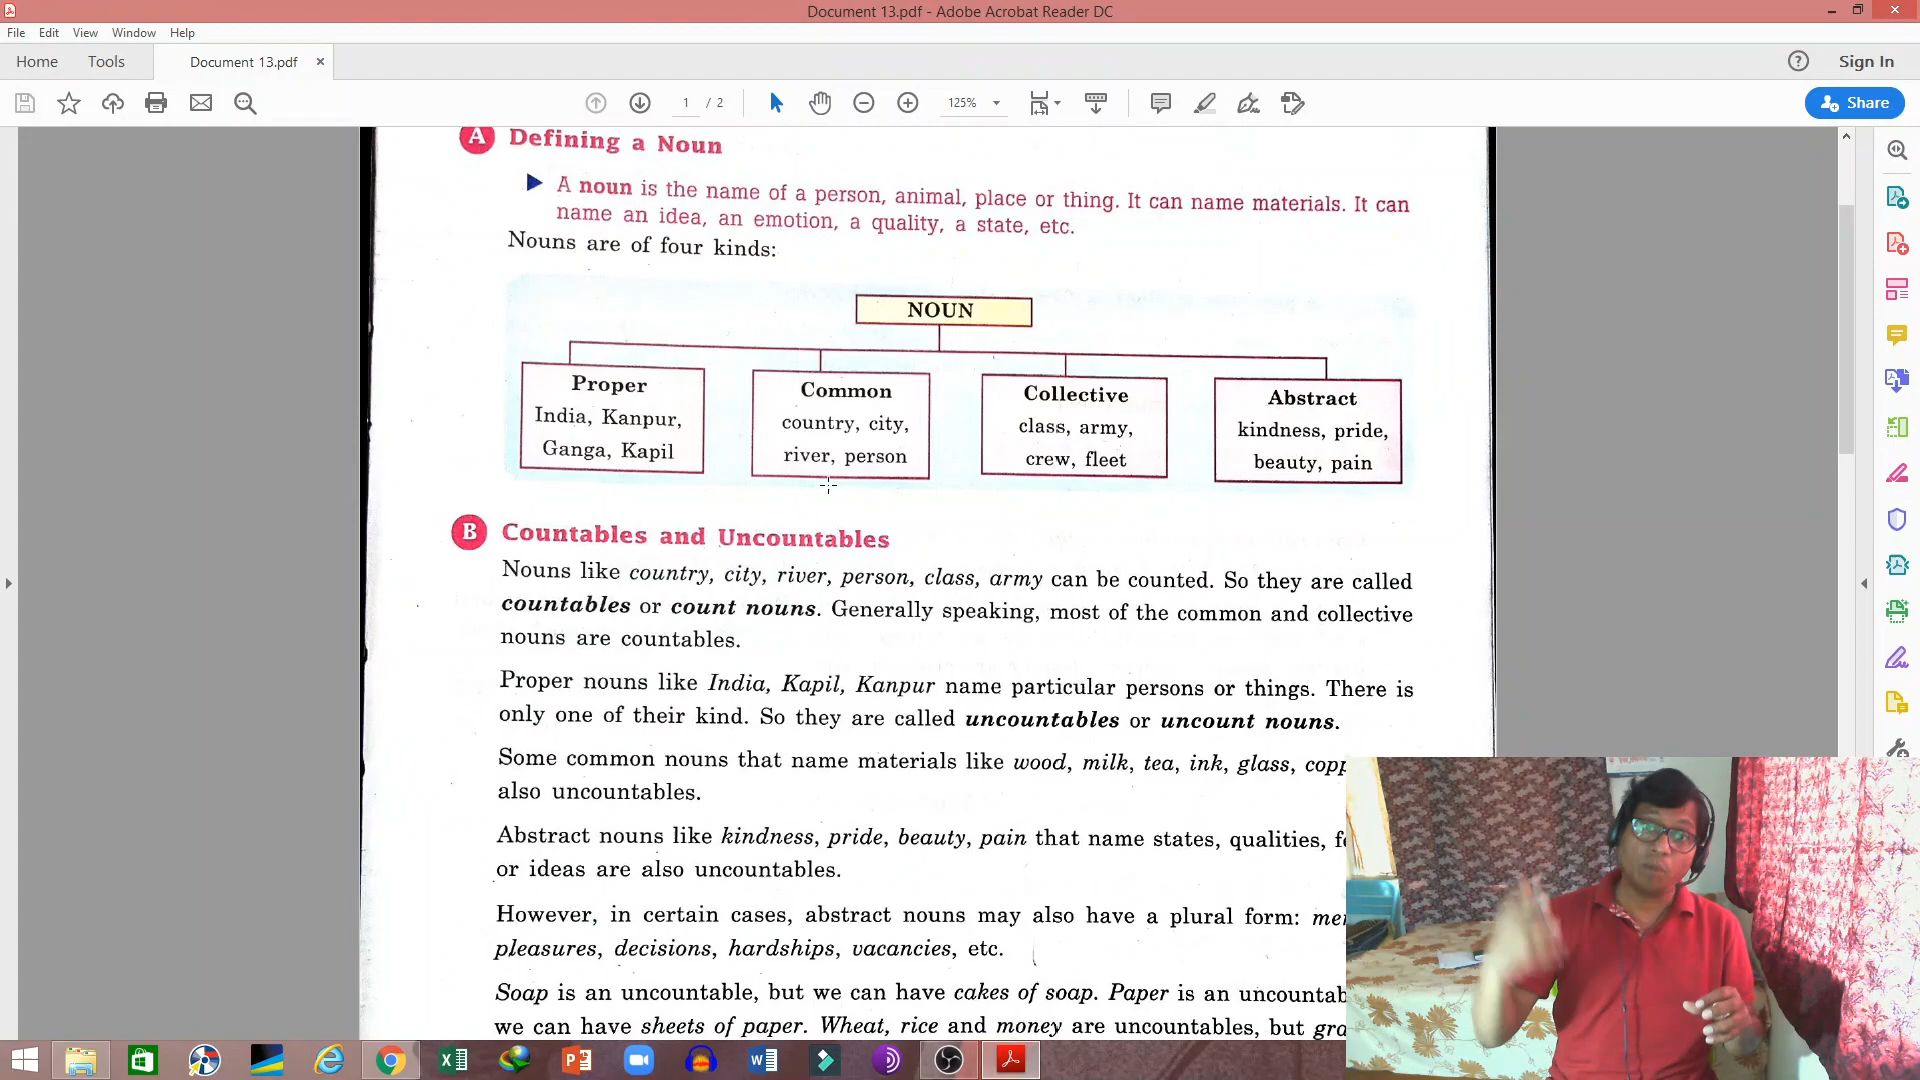 Document 13.pdf - Adobe Acrobat Reader DC
File Edit View Window Help
Home Tools Document 13.pdf × Sign In
1 / 2 125% Share
A Defining a Noun
A noun is the name of a person, animal, place or thing. It can name materials. It can
name an idea, an emotion, a quality, a state, etc.
Nouns are of four kinds:
NOUN
Proper
India, Kanpur,
Ganga, Kapil
Common
country, city,
river, person
Collective
class, army,
crew, fleet
Abstract
kindness, pride,
beauty, pain
B Countables and Uncountables
Nouns like country, city, river, person, class, army can be counted. So they are called
countables or count nouns. Generally speaking, most of the common and collective
nouns are countables.
Proper nouns like India, Kapil, Kanpur name particular persons or things. There is
only one of their kind. So they are called uncountables or uncount nouns.
Some common nouns that name materials like wood, milk, tea, ink, glass,
also uncountables.
Abstract nouns like kindness, pride, beauty, pain that name states, qualities,
or ideas are also uncountables.
However, in certain cases, abstract nouns may also have a plural form:
pleasures, decisions, hardships, vacancies, etc.
Soap is an uncountable, but we can have cakes of soap. Paper is an
we can have sheets of paper. Wheat, rice and money are uncountables, but